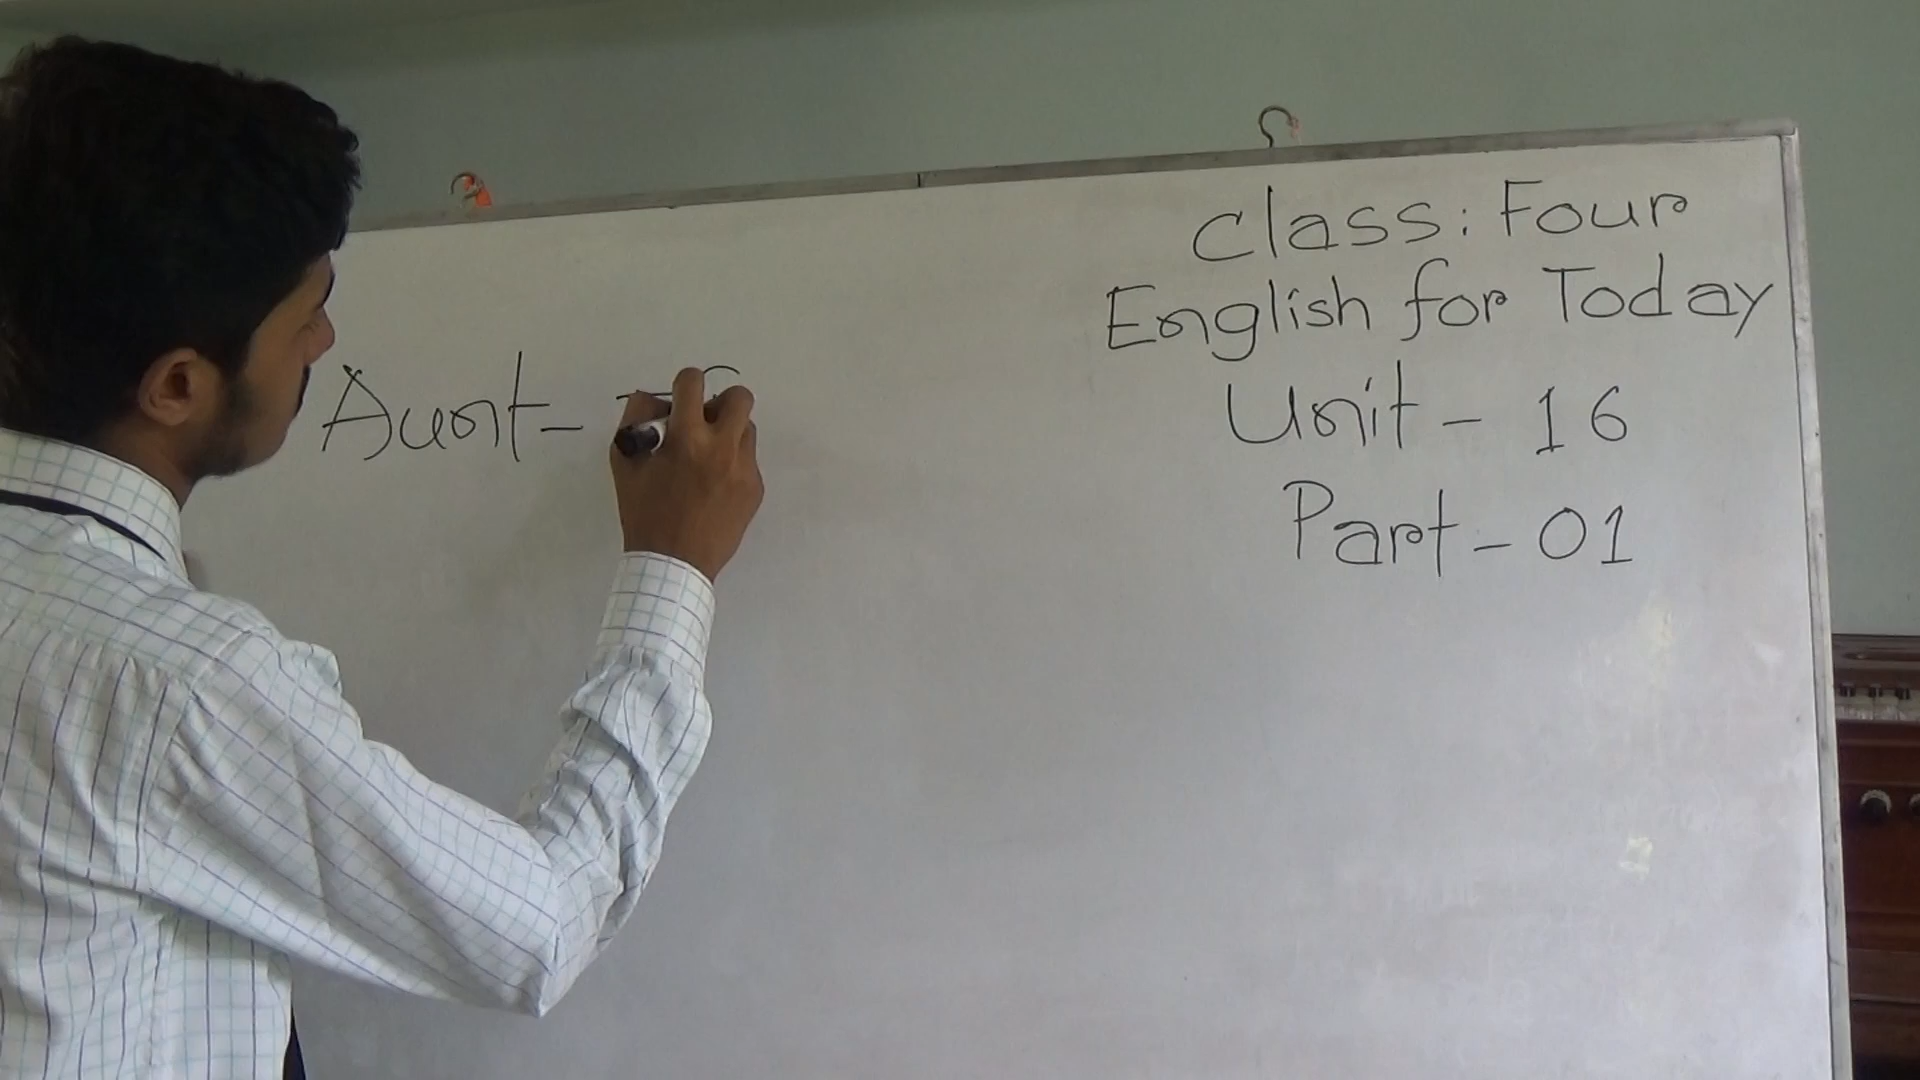 Class: Four
English for Today
Unit - 16
Part - 01
Aunt -